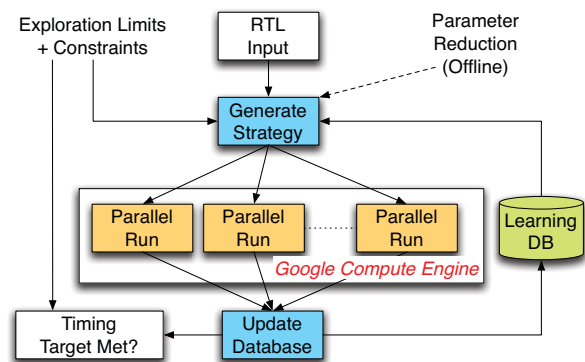 Exploration Limits
+ Constraints
RTL
Input
Parameter
Reduction
(Offline)
Generate
Strategy
Parallel
Run
Parallel
Run
Parallel
Run
Google Compute Engine
Learning
DB
Timing
Target Met?
Update
Database